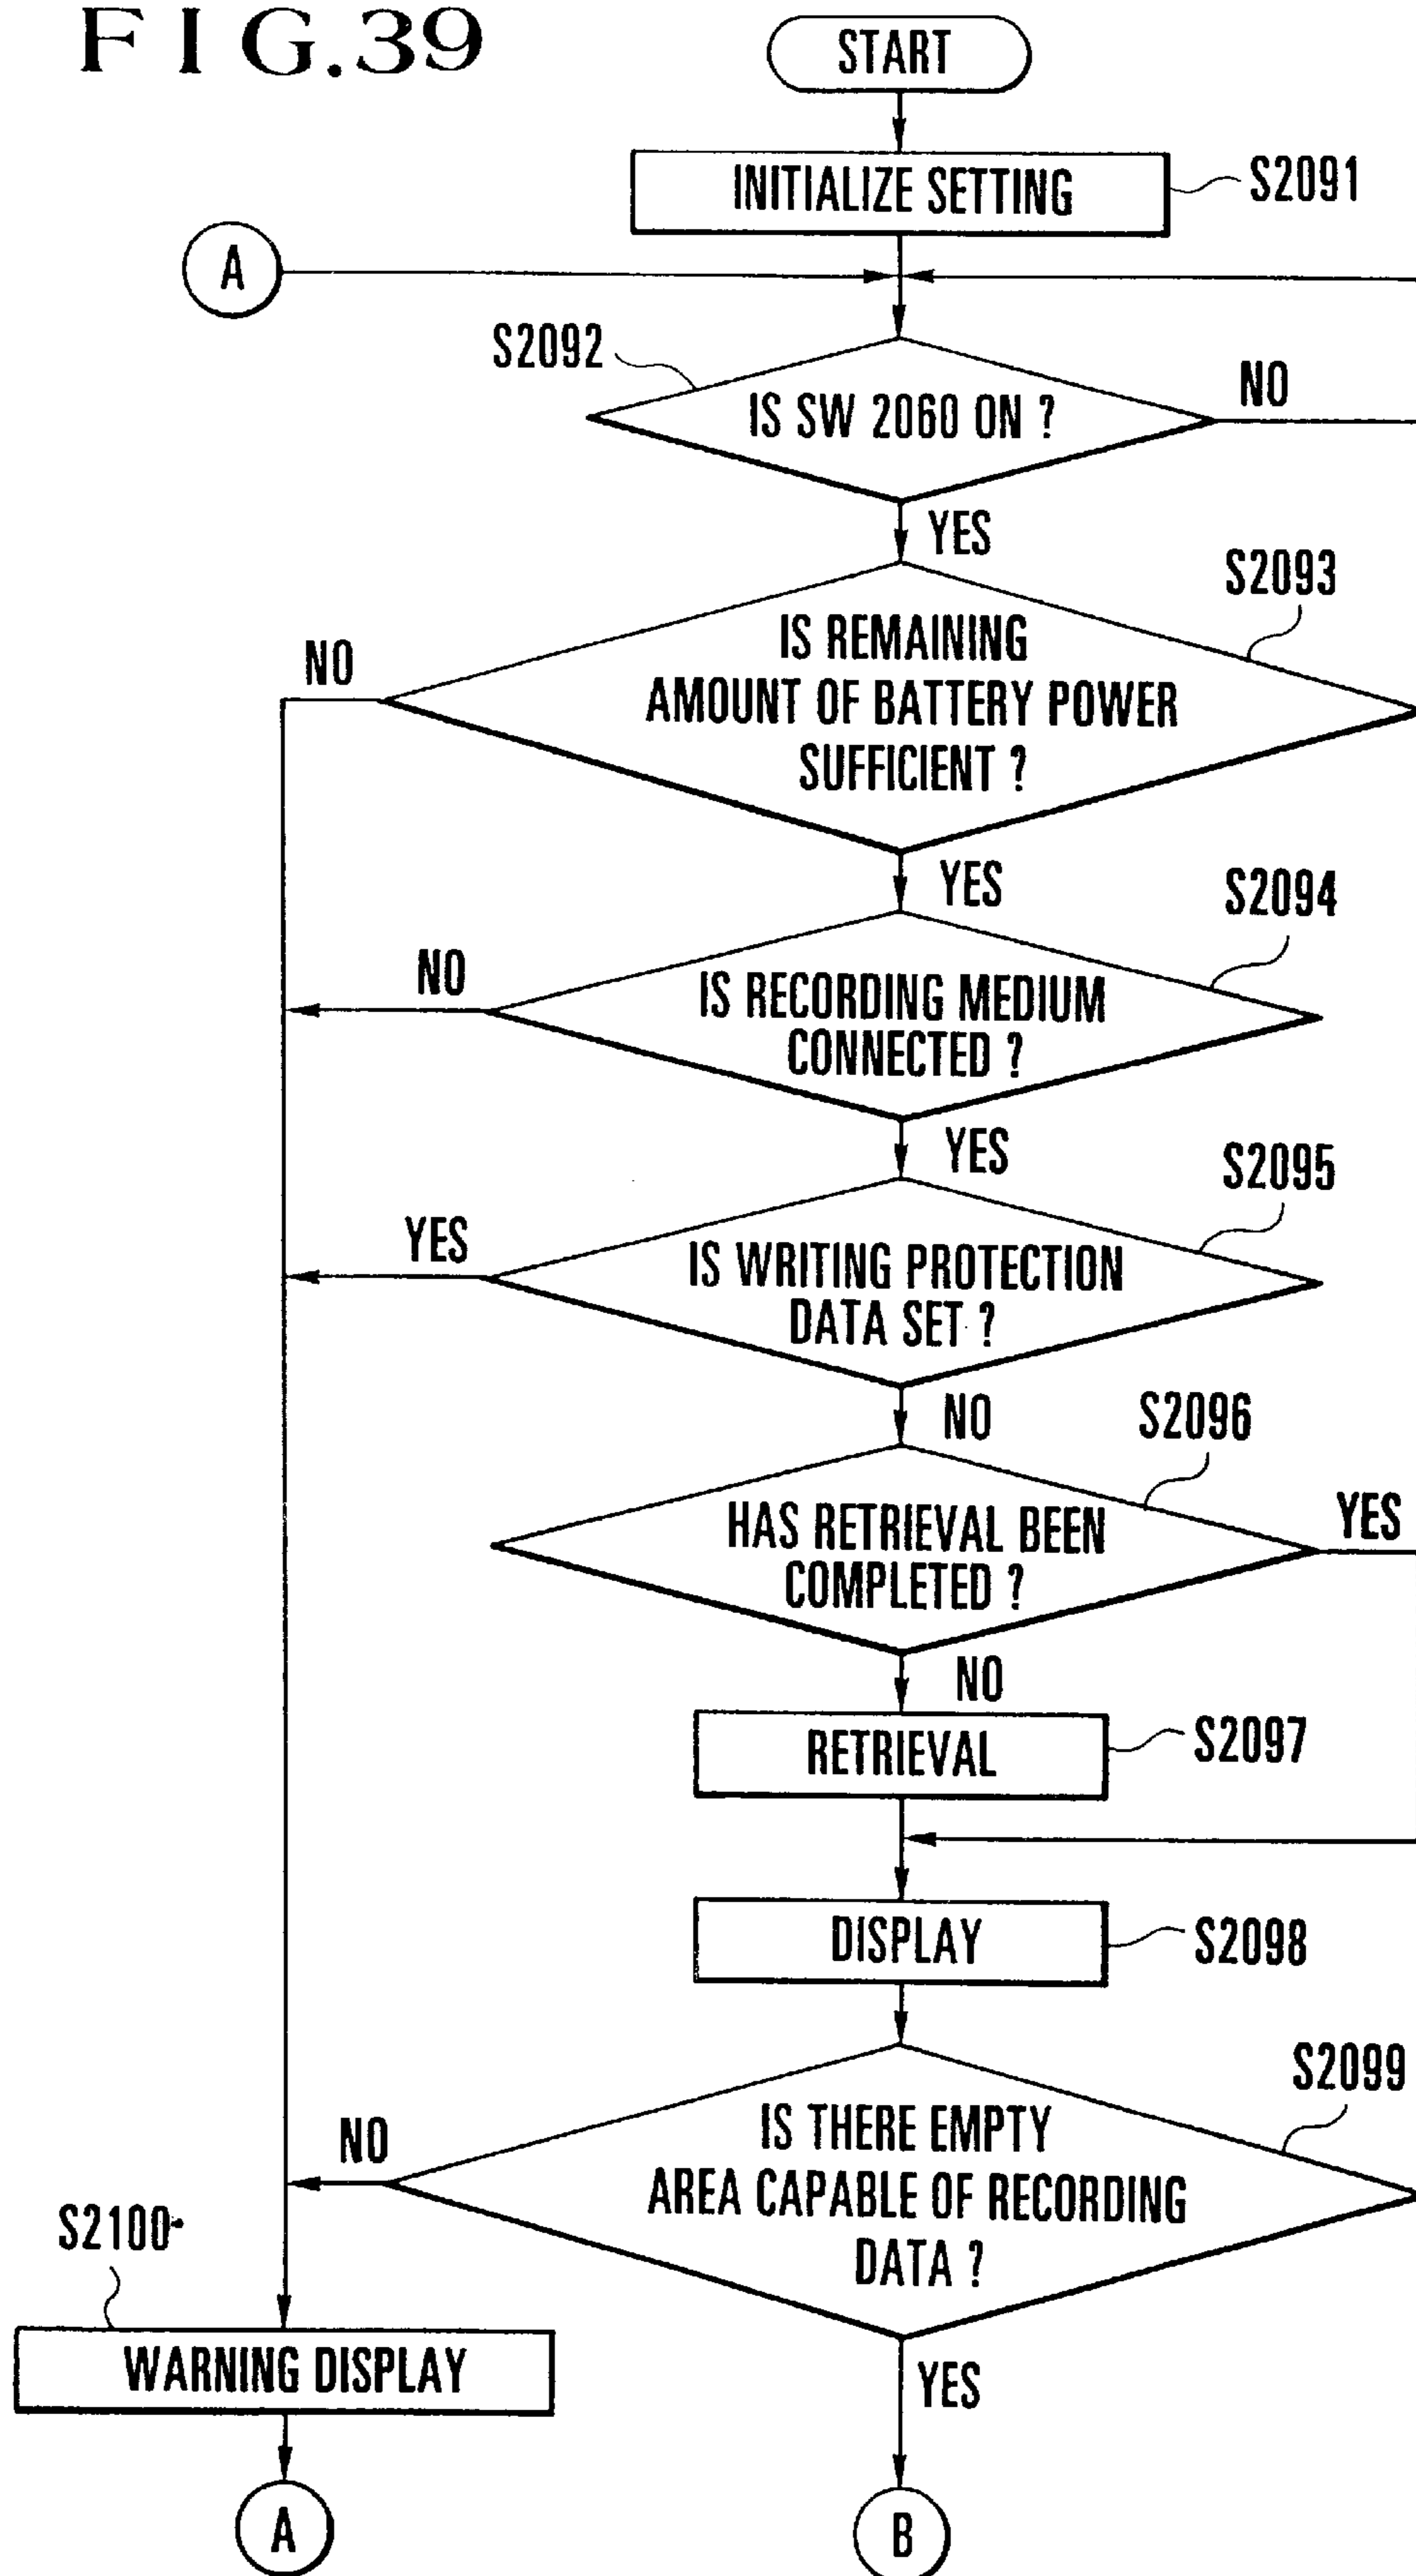 FIG.39
START
INITIALIZE SETTING
S2091
A
S2092
IS SW 2060 ON ?
NO
YES
S2093
IS REMAINING
AMOUNT OF BATTERY POWER
SUFFICIENT ?
NO
YES
S2094
IS RECORDING MEDIUM
CONNECTED ?
NO
YES
S2095
IS WRITING PROTECTION
DATA SET ?
YES
NO
S2096
HAS RETRIEVAL BEEN
COMPLETED ?
YES
NO
RETRIEVAL
S2097
DISPLAY
S2098
S2099
IS THERE EMPTY
AREA CAPABLE OF RECORDING
DATA ?
NO
S2100
WARNING DISPLAY
YES
A
B